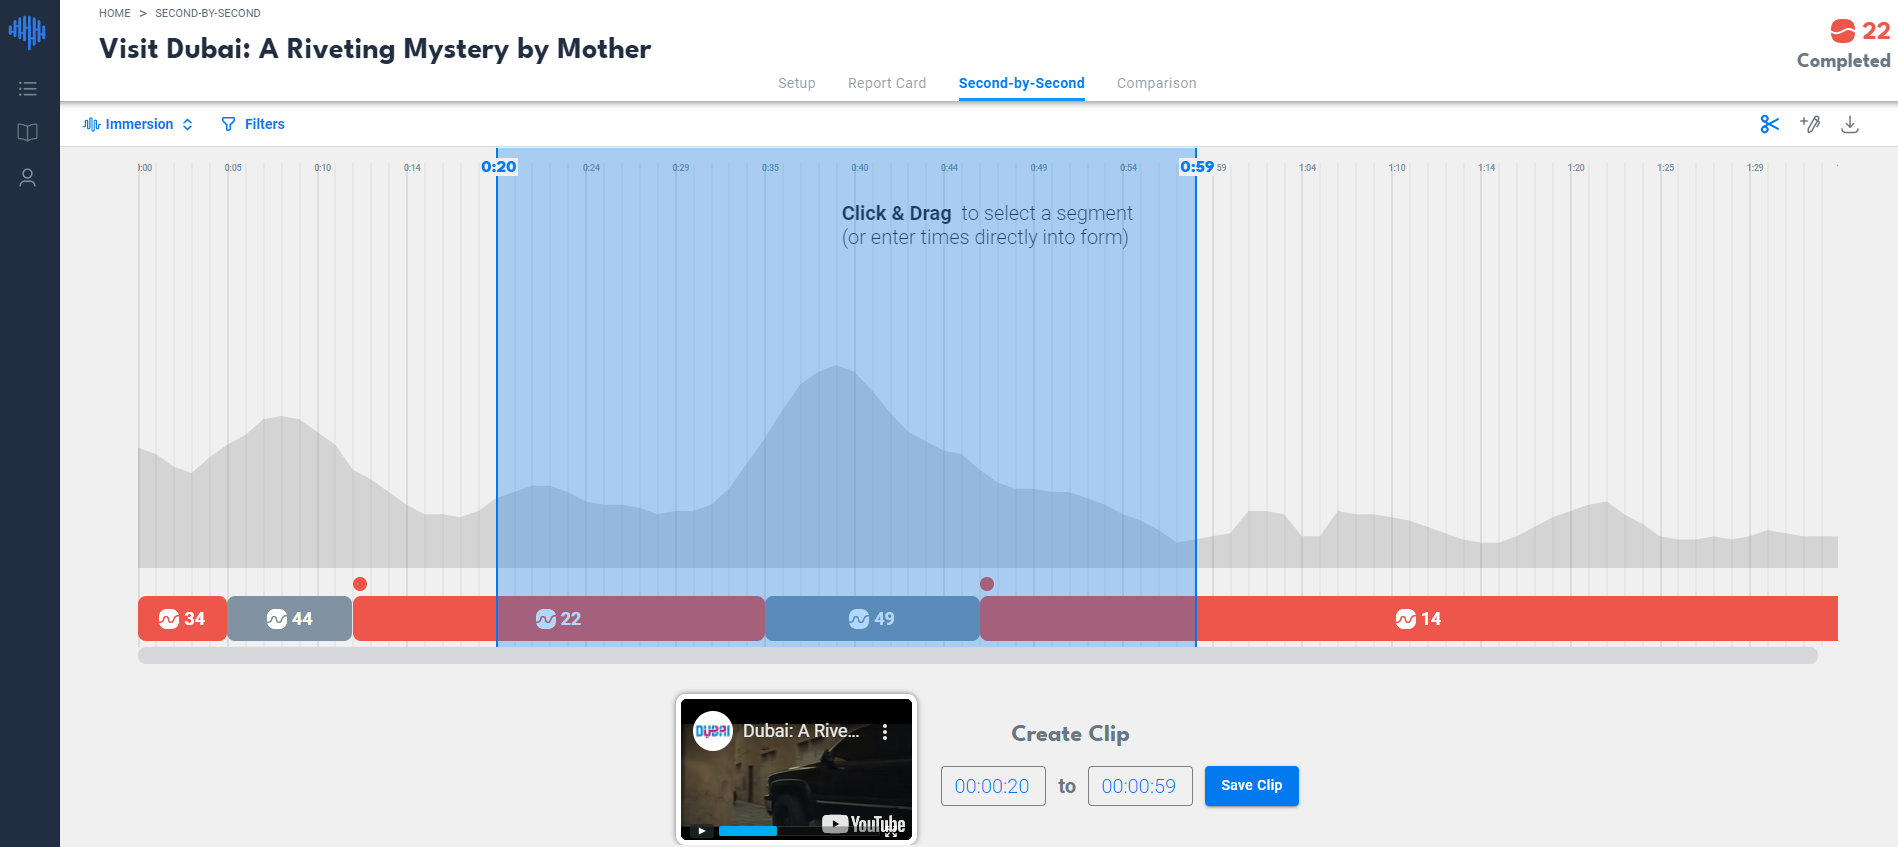 HOME > SECOND-BY-SECOND
Visit Dubai: A Riveting Mystery by Mother
22
Completed
Setup Report Card Second-by-Second Comparison
Immersion Filters
0:05 0:10 0:14 0:20 0:24 0:29 0:35 0:40 0:44 0:49 0:54 0:59 59 1:04 1:10 1:14 1:20 1:25 1:29
Click & Drag to select a segment
(or enter times directly into form)
34 44 22 49 14
DUBAI Dubai: A Rive...
YouTube
Create Clip
00:00:20 to 00:00:59 Save Clip